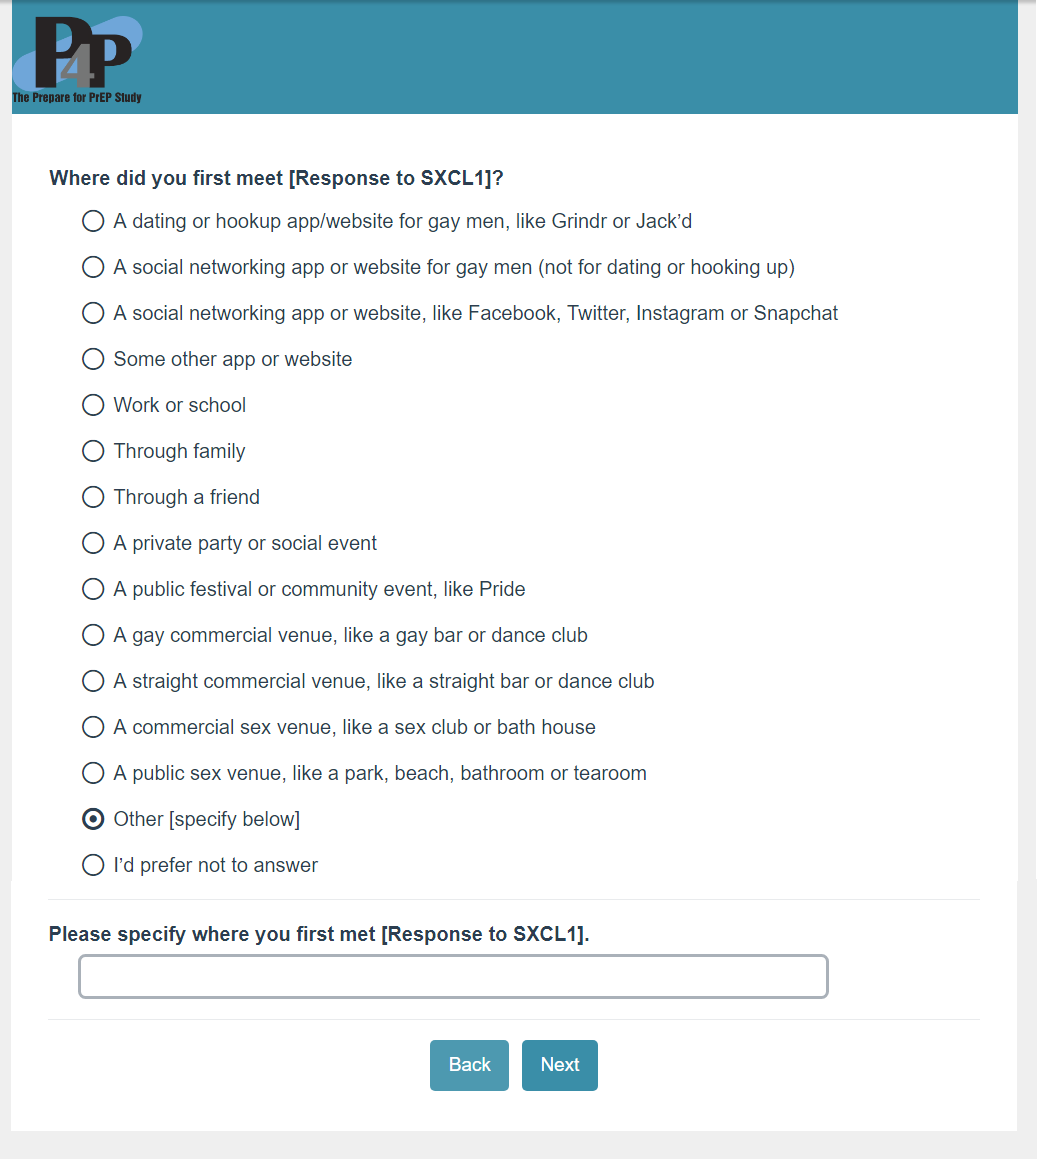 P4P
The Prepare for PrEP Study
Where did you first meet [Response to SXCL1]?
A dating or hookup app/website for gay men, like Grindr or Jack’d
A social networking app or website for gay men (not for dating or hooking up)
A social networking app or website, like Facebook, Twitter, Instagram or Snapchat
Some other app or website
Work or school
Through family
Through a friend
A private party or social event
A public festival or community event, like Pride
A gay commercial venue, like a gay bar or dance club
A straight commercial venue, like a straight bar or dance club
A commercial sex venue, like a sex club or bath house
A public sex venue, like a park, beach, bathroom or tearoom
Other [specify below]
I’d prefer not to answer
Please specify where you first met [Response to SXCL1].
Back Next